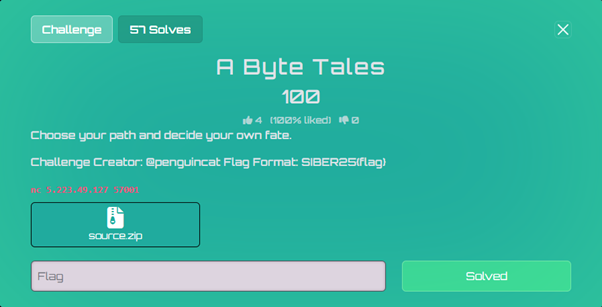 Challenge
57 Solves
A Byte Tales
100
4 (100% liked) 0
Choose your path and decide your own fate.
Challenge Creator: @penguincat Flag Format: SIBER25{flag}
nc 5.223.49.127 57001
source.zip
Flag
Solved